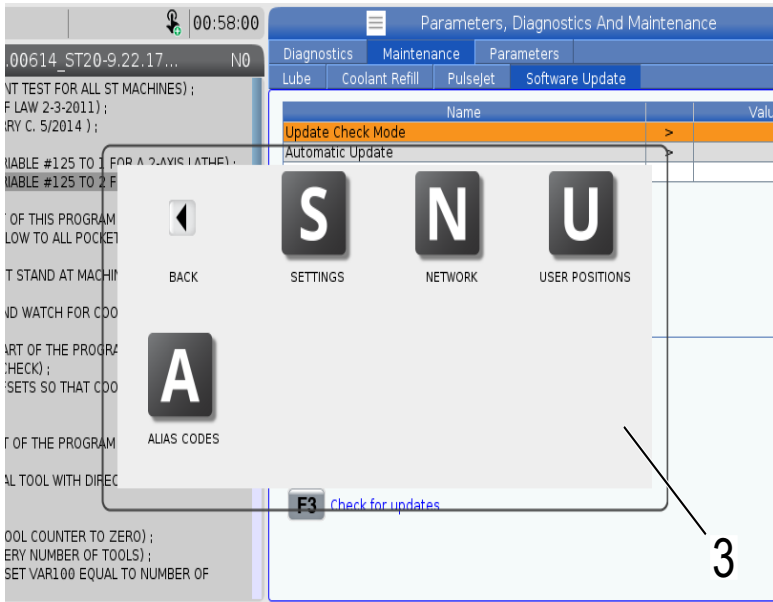 00:58:00
Parameters, Diagnostics And Maintenance
.00614_ST20-9.22.17... N0
Diagnostics Maintenance Parameters
Lube Coolant Refill PulseJet Software Update
NT TEST FOR ALL ST MACHINES) ;
F LAW 2-3-2011) ;
RRY C. 5/2014 ) ;
Name Valu
Update Check Mode >
Automatic Update >
RIABLE #125 TO 1 FOR A 2-AXIS LATHE) ;
RIABLE #125 TO 2 F
T OF THIS PROGRAM
LOW TO ALL POCKET
T STAND AT MACHIN
ND WATCH FOR COO
ART OF THE PROGRA
CHECK) ;
FSETS SO THAT COO
T OF THE PROGRAM
AL TOOL WITH DIREC
OOL COUNTER TO ZERO) ;
ERY NUMBER OF TOOLS) ;
SET VAR100 EQUAL TO NUMBER OF
S N U
BACK SETTINGS NETWORK USER POSITIONS
A
ALIAS CODES
F3 Check for updates
3